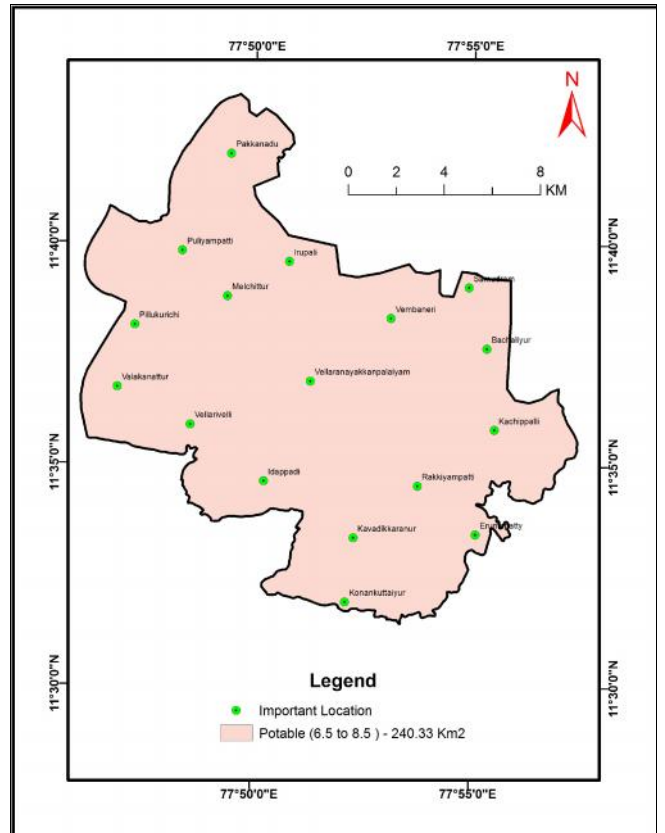 77°50'0"E
77°55'0"E
N
Pakkanadu
0 2 4 6 8
KM
11°40'0"N
11°40'0"N
Puliyampatti
Irupali
Melchittur
Pillukurichi
Vembaneri
Bachaliyur
Vellaranayakkanpalaiyam
Kachippalli
Vellarivelli
11°35'0"N
11°35'0"N
Idappadi
Rakkiyampatti
Kavadikkaranur
Konankuttaiyur
Legend
Important Location
Potable (6.5 to 8.5 ) - 240.33 Km2
11°30'0"N
11°30'0"N
77°50'0"E
77°55'0"E